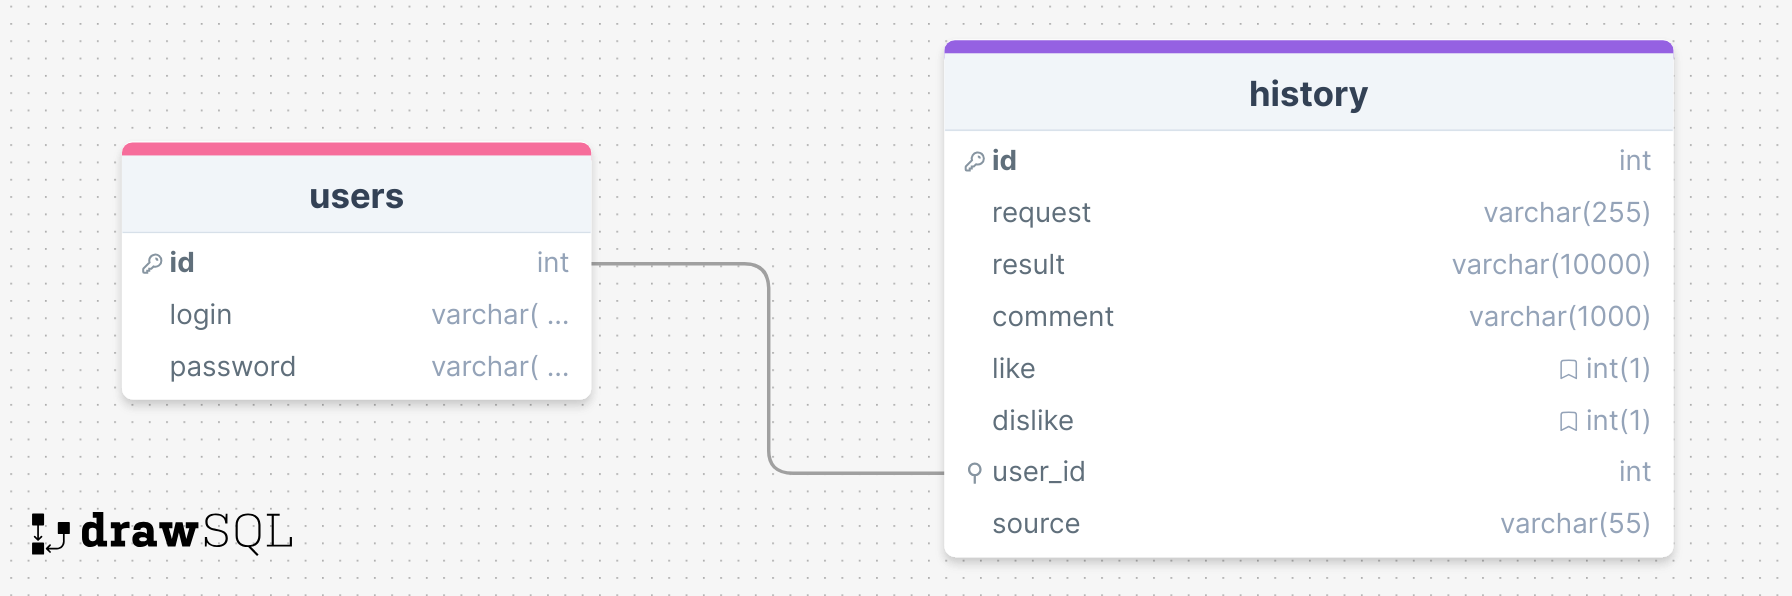 users
id int
login varchar( ...
password varchar( ...
history
id int
request varchar(255)
result varchar(10000)
comment varchar(1000)
like int(1)
dislike int(1)
user_id int
source varchar(55)
drawSQL